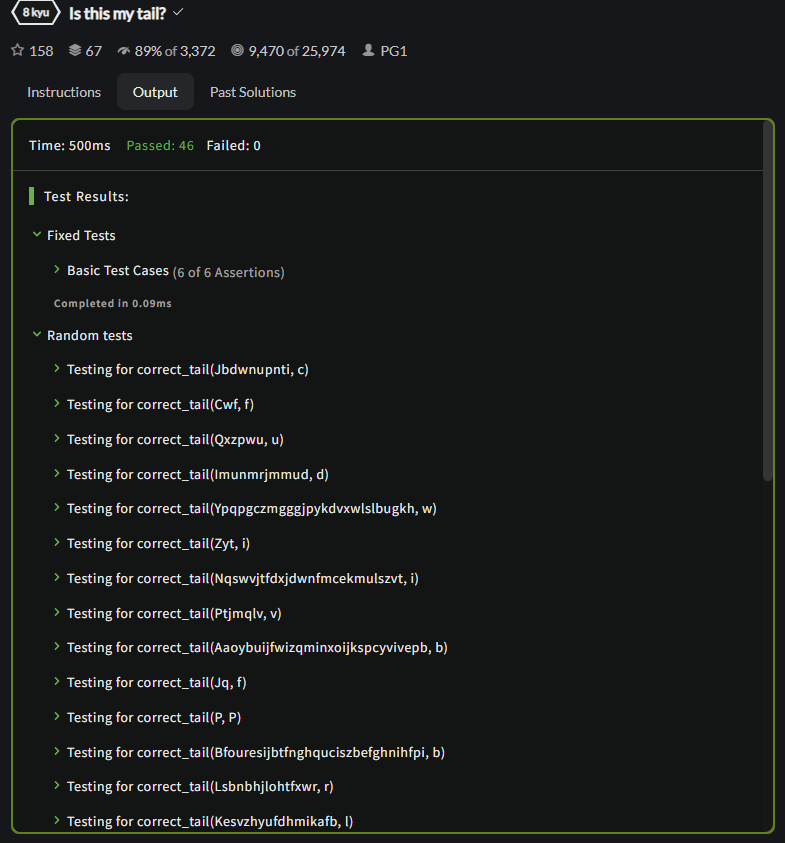 8 kyu Is this my tail?
158 67 89% of 3,372 9,470 of 25,974 PG1
Instructions Output Past Solutions
Time: 500ms Passed: 46 Failed: 0
Test Results:
Fixed Tests
Basic Test Cases (6 of 6 Assertions)
Completed in 0.09ms
Random tests
Testing for correct_tail(Jbdwnupnti, c)
Testing for correct_tail(Cwf, f)
Testing for correct_tail(Qxzpwu, u)
Testing for correct_tail(Imunmrjmmud, d)
Testing for correct_tail(Ypqpgczmgggjpykdvxwlslbugkh, w)
Testing for correct_tail(Zyt, i)
Testing for correct_tail(Nqswvjtfdxjdwnfmcekmulszvt, i)
Testing for correct_tail(Ptjmqlv, v)
Testing for correct_tail(Aaoybuijfwizqminxoijkspcyvivepb, b)
Testing for correct_tail(Jq, f)
Testing for correct_tail(P, P)
Testing for correct_tail(Bfouresijbtfnghquciszbefghnihfpi, b)
Testing for correct_tail(Lsbnbhjlohtfxwr, r)
Testing for correct_tail(Kesvzhyufdhmikafb, l)